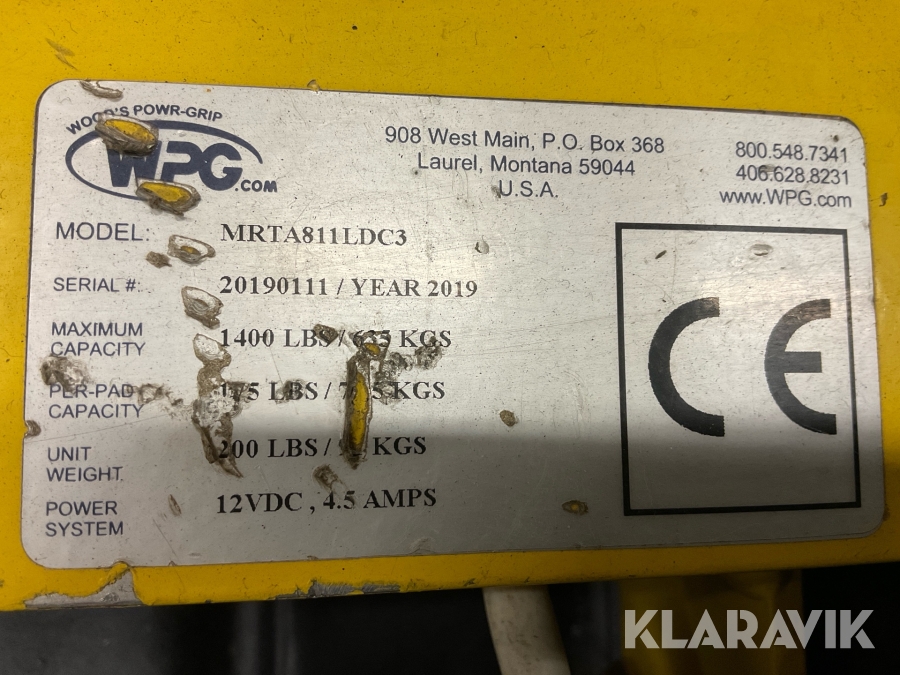 WOOD'S POWR-GRIP
WPG.COM
908 West Main, P.O. Box 368
Laurel, Montana 59044
U.S.A.
800.548.7341
406.628.8231
www.WPG.com
MODEL: MRTA811LDC3
SERIAL #: 20190111 / YEAR 2019
MAXIMUM CAPACITY 1400 LBS / 635 KGS
PER-PAD CAPACITY 175 LBS / KGS
UNIT WEIGHT 200 LBS / KGS
POWER SYSTEM 12VDC , 4.5 AMPS
CE
KLARAVIK